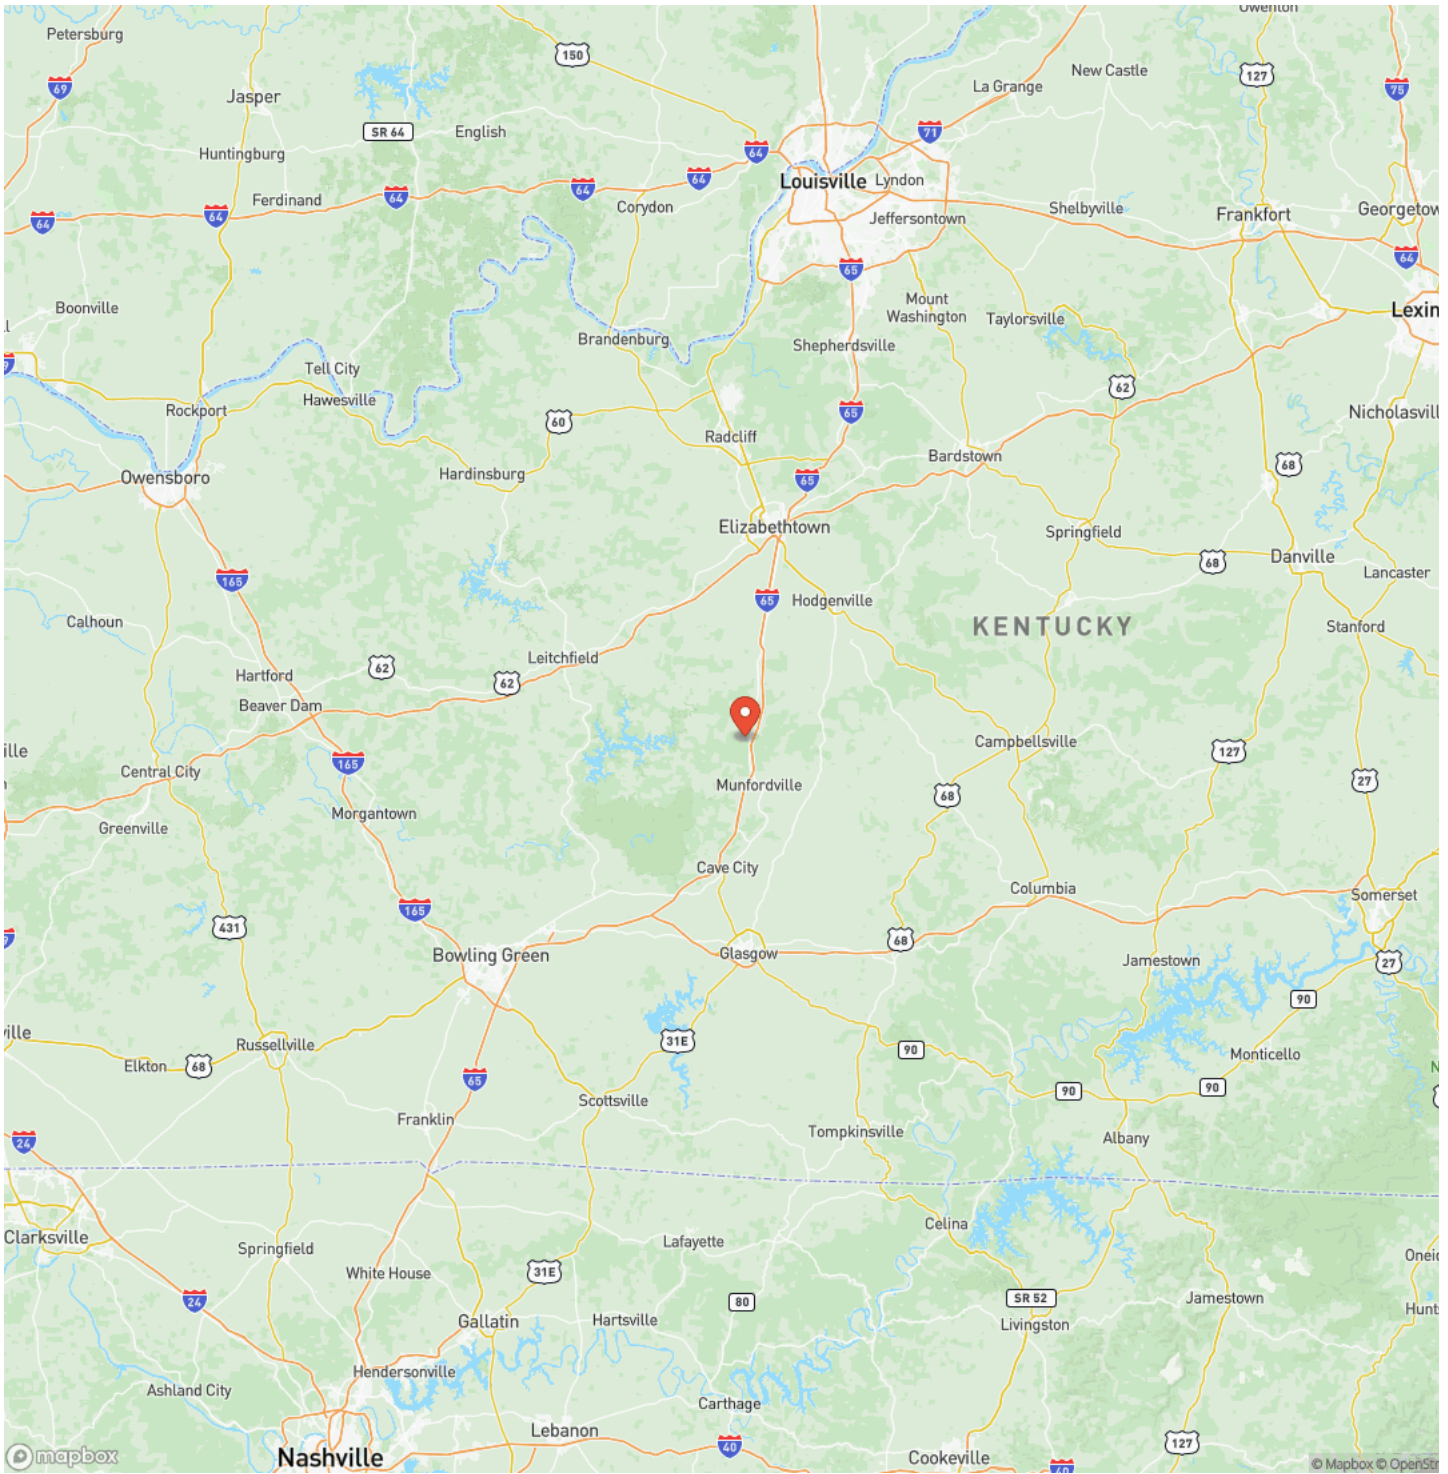 Owenton
Petersburg
150
New Castle
127
69
La Grange
75
Jasper
SR 64
English
71
Huntingburg
64
64
Louisville
Lyndon
64
Ferdinand
64
Corydon
Shelbyville
Frankfort
Georgetow
64
64
Jeffersontown
64
65
Boonville
Mount
Washington
Taylorsville
Lexin
Brandenburg
Shepherdsville
Tell City
62
Hawesville
Rockport
60
65
Nicholasvill
Radcliff
Bardstown
68
Owensboro
Hardinsburg
65
Elizabethtown
Springfield
Danville
68
Lancaster
165
65
Hodgenville
Calhoun
KENTUCKY
Stanford
Leitchfield
62
Hartford
62
Beaver Dam
Campbellsville
ille
127
165
Central City
27
Munfordville
68
Morgantown
Greenville
Cave City
Columbia
Somerset
165
431
68
Bowling Green
Glasgow
Jamestown
27
90
ville
31E
Russellville
90
Monticello
Elkton
68
65
90
90
Scottsville
Franklin
Tompkinsville
Albany
24
Celina
Clarksville
Lafayette
Springfield
Oneid
White House
31E
24
80
SR 52
Jamestown
Hunts
Gallatin
Hartsville
Livingston
Hendersonville
Ashland City
Carthage
Lebanon
127
40
Nashville
Cookeville
mapbox
© Mapbox © OpenStr